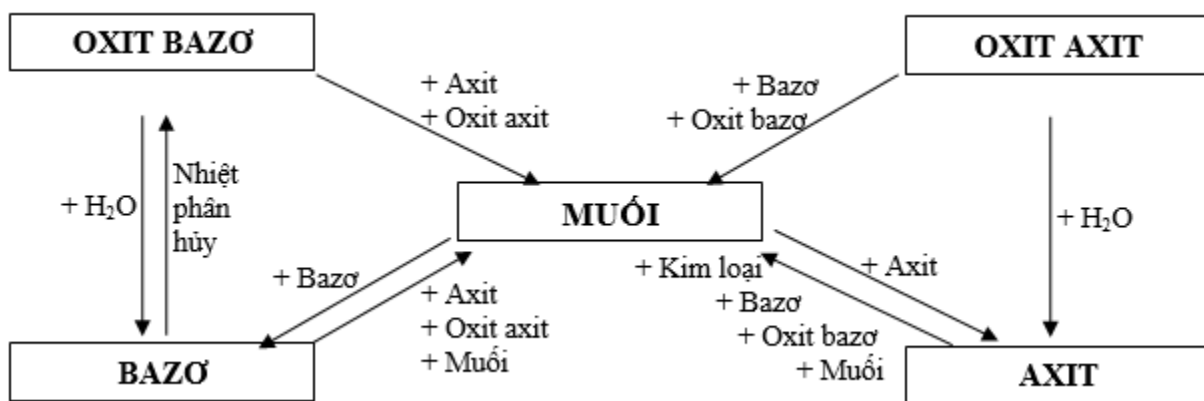 OXIT BAZƠ
OXIT AXIT
+ Axit
+ Oxit axit
+ Bazơ
+ Oxit bazơ
+ H₂O
Nhiệt
phân
hủy
MUỐI
+ H₂O
+ Bazơ
+ Axit
+ Oxit axit
+ Muối
+ Kim loại
+ Bazơ
+ Oxit bazơ
+ Muối
+ Axit
BAZƠ
AXIT